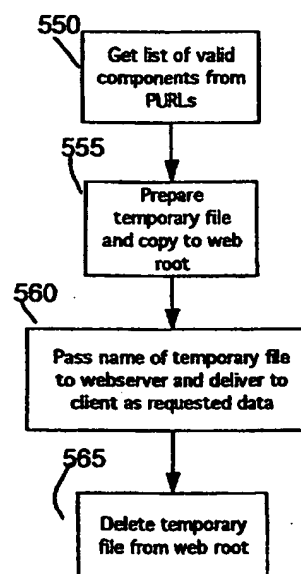 550
Get list of valid
components from
PURLs
555
Prepare
temporary file
and copy to web
root
560
Pass name of temporary file
to webserver and deliver to
client as requested data
565
Delete temporary
file from web root